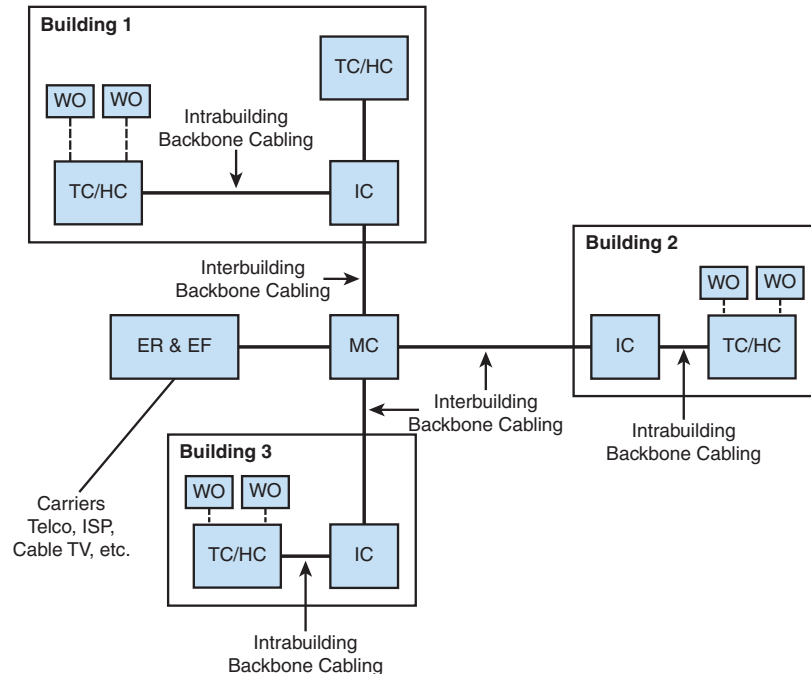 Building 1
TC/HC
WO WO
Intrabuilding
Backbone Cabling
TC/HC
IC
Building 2
Interbuilding
Backbone Cabling
WO WO
ER & EF
MC
IC
TC/HC
Interbuilding
Backbone Cabling
Intrabuilding
Backbone Cabling
Building 3
WO WO
Carriers
Telco, ISP,
Cable TV, etc.
TC/HC
IC
Intrabuilding
Backbone Cabling